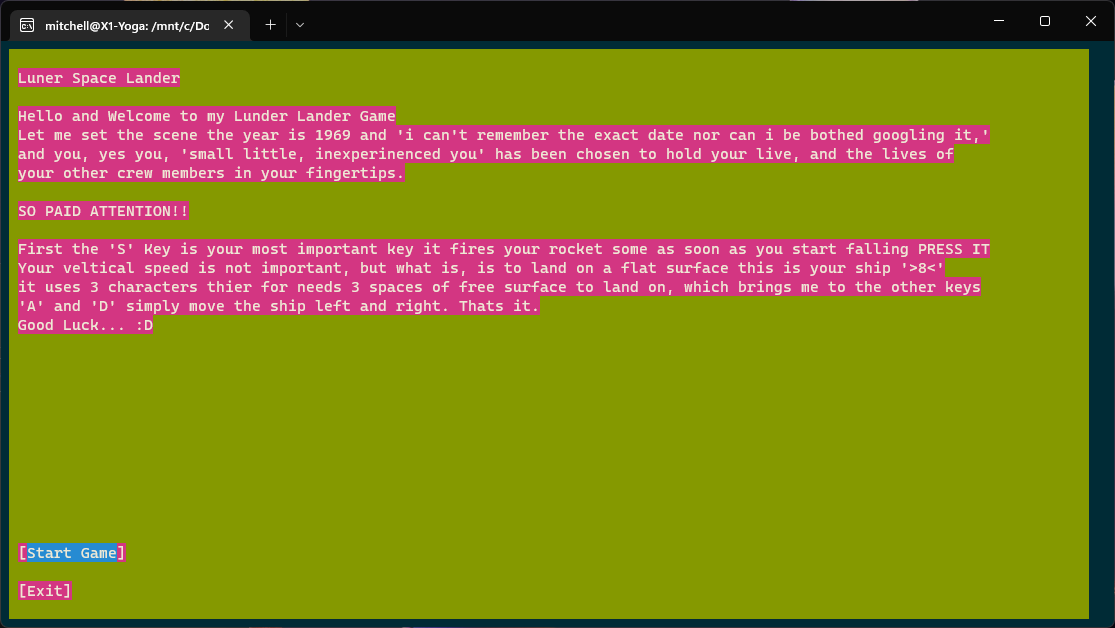 mitchell@X1-Yoga: /mnt/c/Do
Luner Space Lander
Hello and Welcome to my Lunder Lander Game
Let me set the scene the year is 1969 and 'i can't remember the exact date nor can i be bothed googling it,'
and you, yes you, 'small little, inexperinenced you' has been chosen to hold your live, and the lives of
your other crew members in your fingertips.
SO PAID ATTENTION!!
First the 'S' Key is your most important key it fires your rocket some as soon as you start falling PRESS IT
Your veltical speed is not important, but what is, is to land on a flat surface this is your ship '>8<'
it uses 3 characters thier for needs 3 spaces of free surface to land on, which brings me to the other keys
'A' and 'D' simply move the ship left and right. Thats it.
Good Luck... :D
[Start Game]
[Exit]